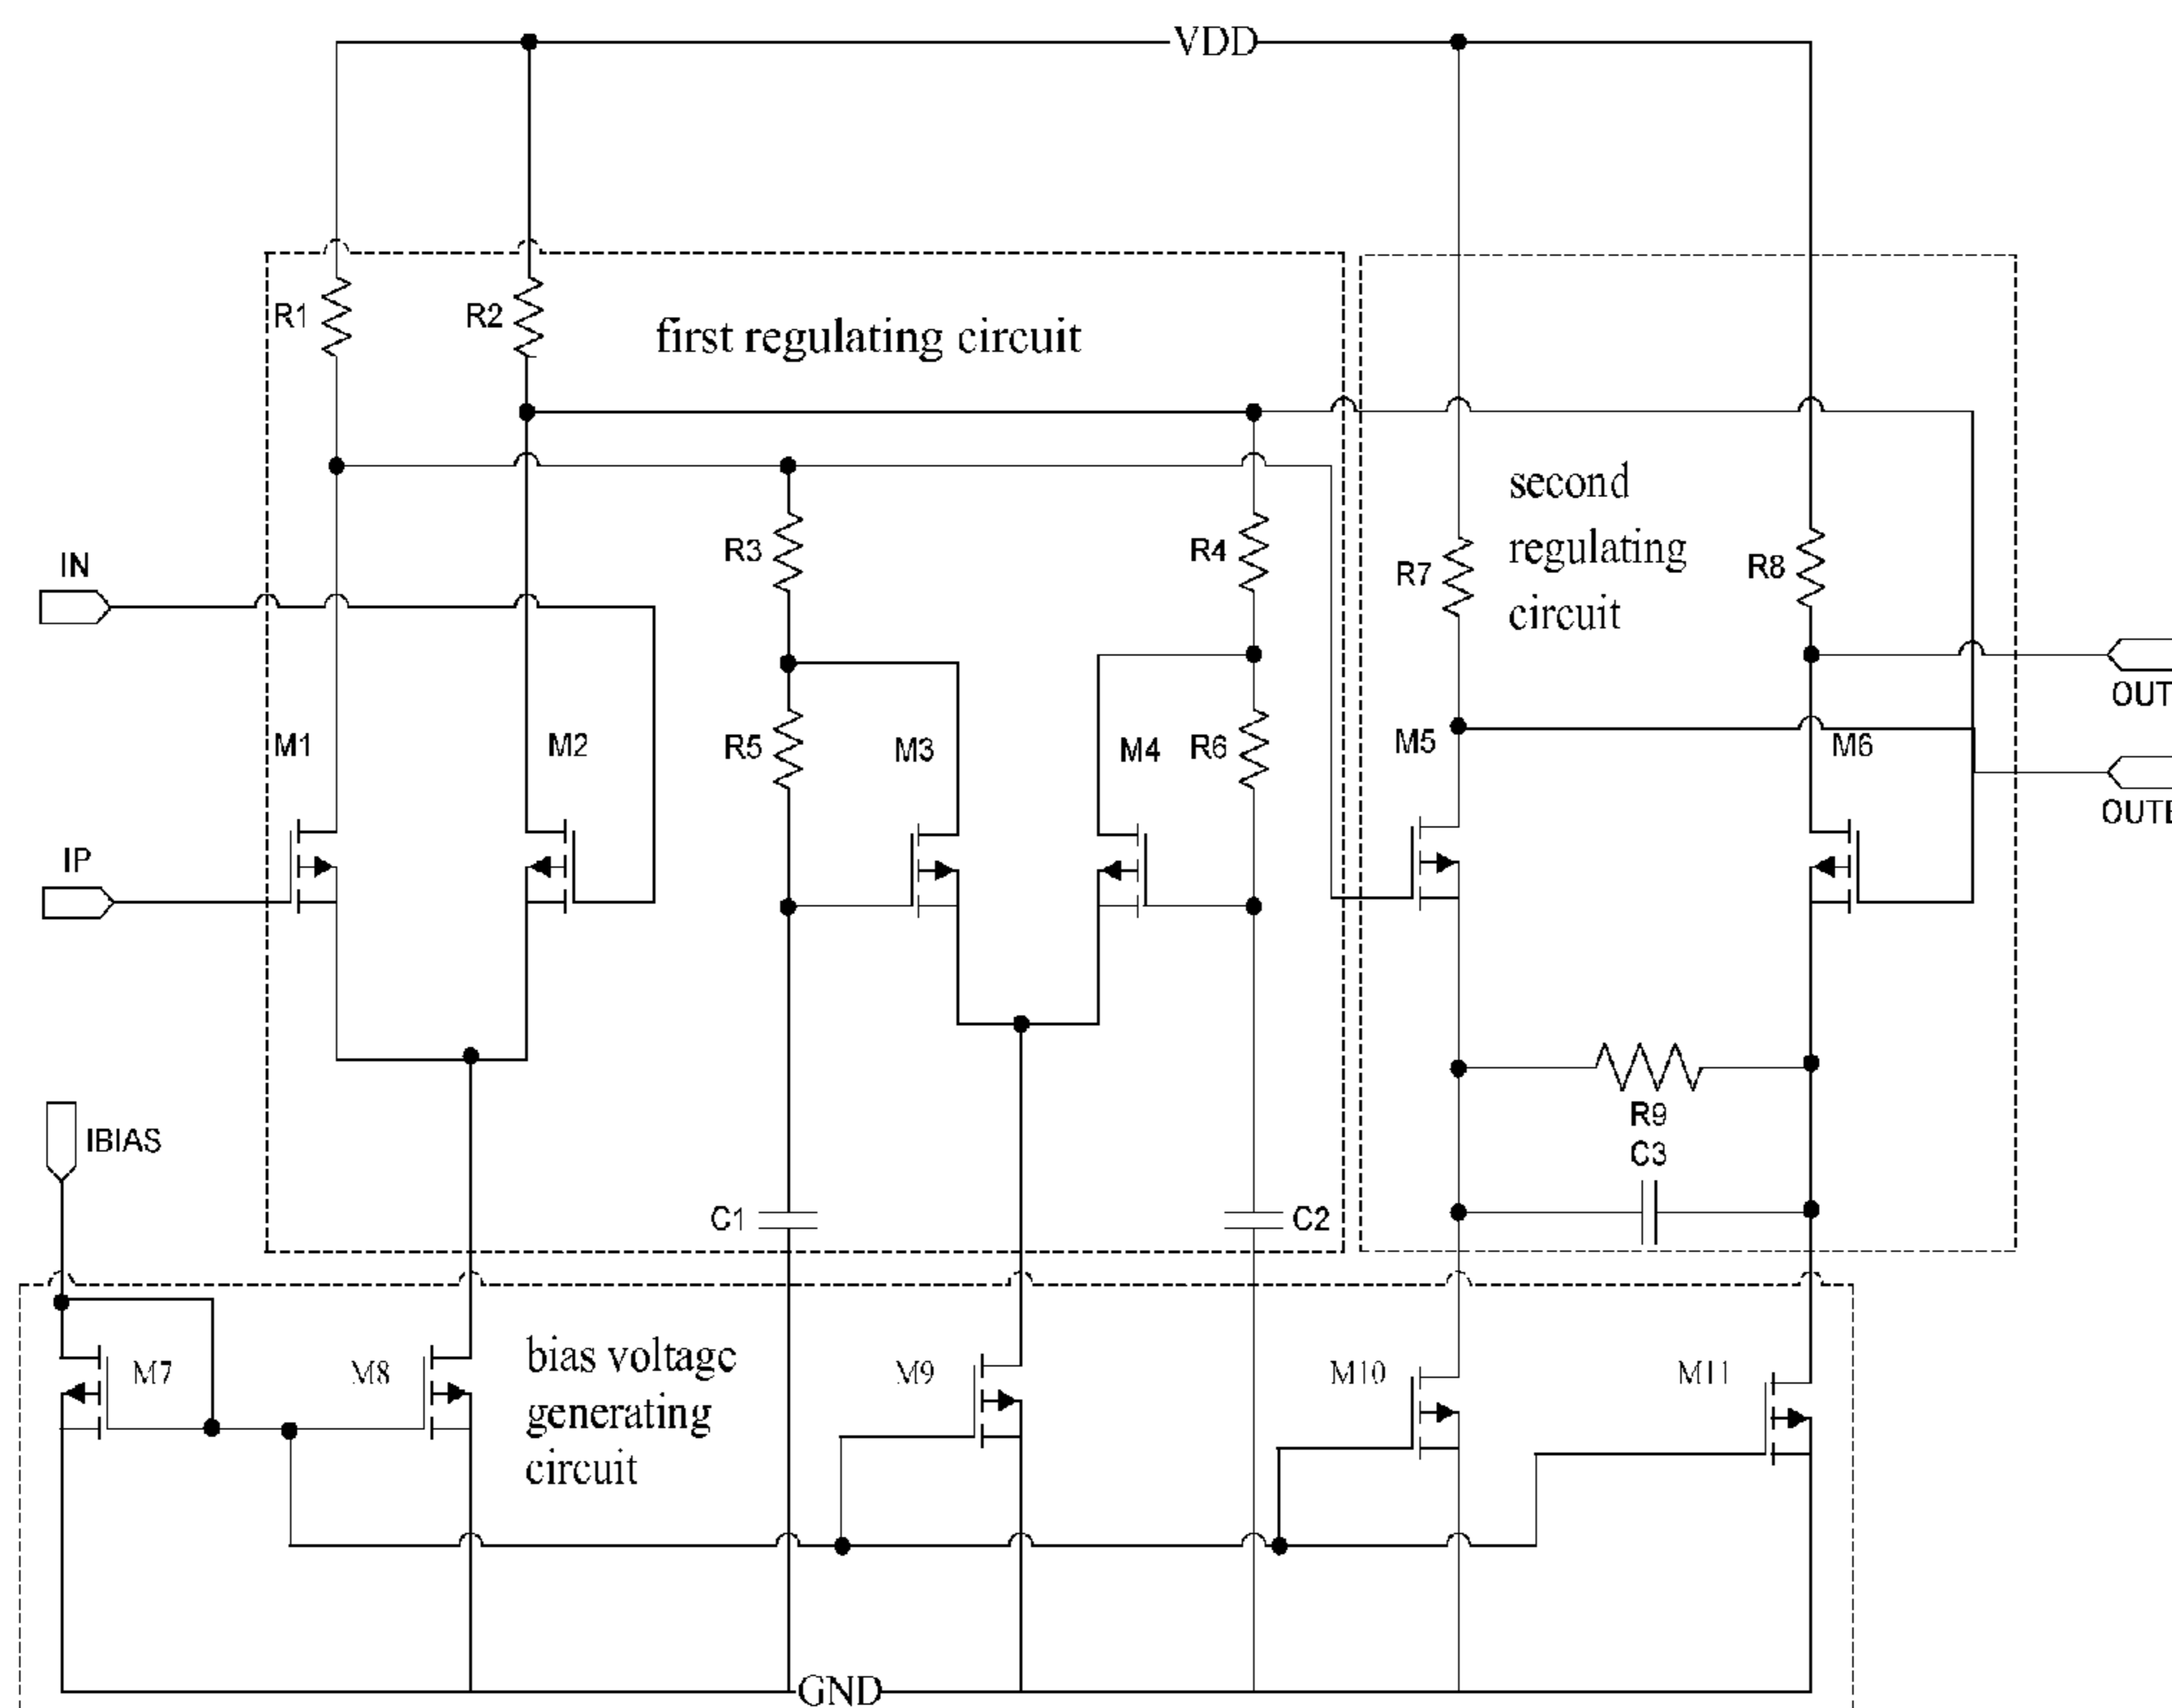 VDD
R1
R2
first regulating circuit
second
regulating
circuit
R3
R4
R7
R8
IN
OUT
M1
M2
R5
M3
M4
R6
M5
M6
OUTB
IP
IBIAS
R9
C3
C1
C2
M7
M8
bias voltage
generating
circuit
M9
M10
M11
GND